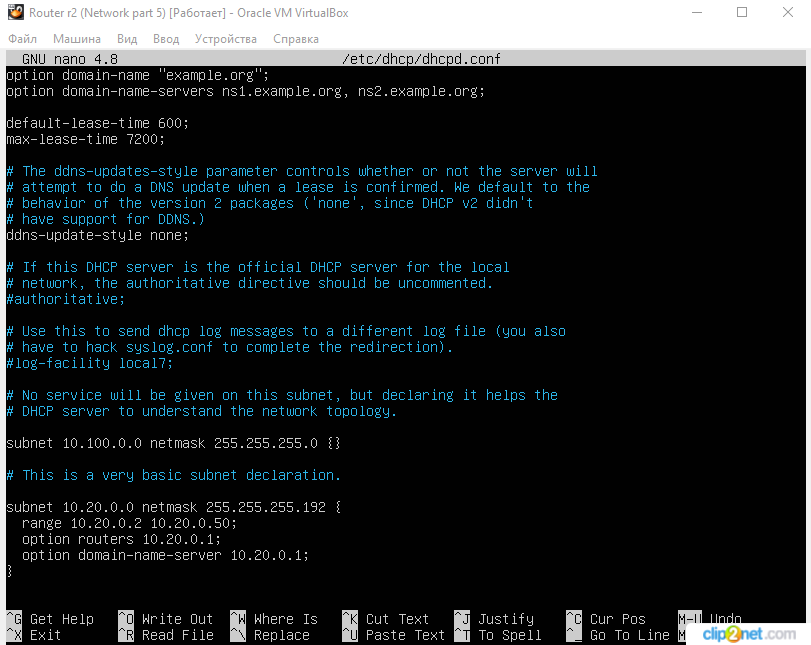 Router r2 (Network part 5) [Работает] - Oracle VM VirtualBox
Файл Машина Вид Ввод Устройства Справка
GNU nano 4.8 /etc/dhcp/dhcpd.conf
option domain-name "example.org";
option domain-name-servers ns1.example.org, ns2.example.org;
default-lease-time 600;
max-lease-time 7200;
# The ddns-updates-style parameter controls whether or not the server will
# attempt to do a DNS update when a lease is confirmed. We default to the
# behavior of the version 2 packages ('none', since DHCP v2 didn't
# have support for DDNS.)
ddns-update-style none;
# If this DHCP server is the official DHCP server for the local
# network, the authoritative directive should be uncommented.
#authoritative;
# Use this to send dhcp log messages to a different log file (you also
# have to hack syslog.conf to complete the redirection).
#log-facility local7;
# No service will be given on this subnet, but declaring it helps the
# DHCP server to understand the network topology.
subnet 10.100.0.0 netmask 255.255.255.0 {}
# This is a very basic subnet declaration.
subnet 10.20.0.0 netmask 255.255.255.192 {
range 10.20.0.2 10.20.0.50;
option routers 10.20.0.1;
option domain-name-server 10.20.0.1;
}
^G Get Help ^O Write Out ^W Where Is ^K Cut Text ^J Justify ^C Cur Pos M-U Undo
^X Exit ^R Read File ^\ Replace ^U Paste Text ^T To Spell ^_ Go To Line M
clip2net.com